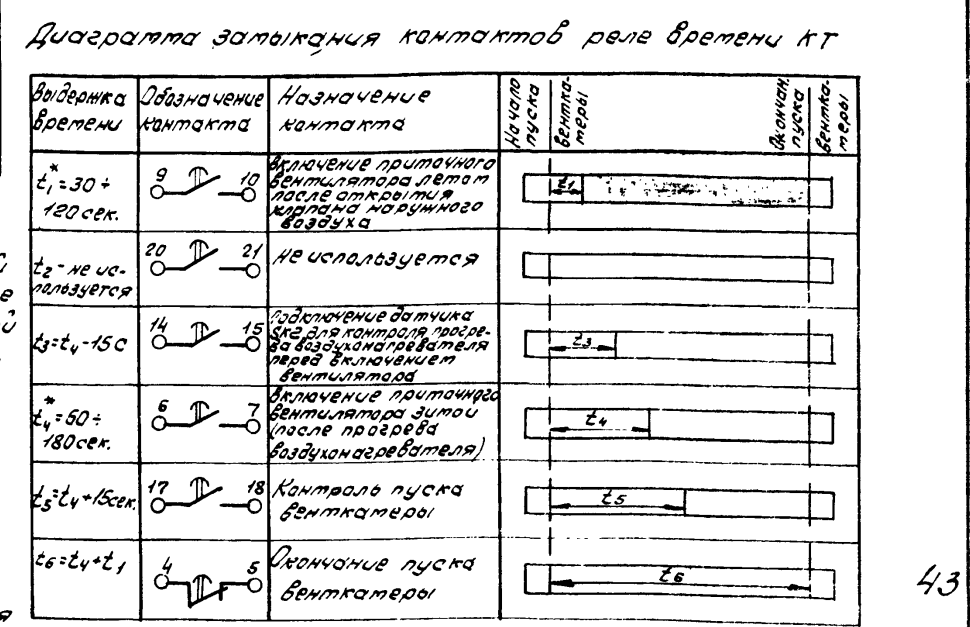 Диаграмма замыкания контактов реле времени КТ
Выдержка
времени
Обозначение
контакта
Назначение
контакта
Начало
пуска
вентка-
меры
Окончан.
пуска
вентка-
меры
t₁* = 30 ÷
120 сек.
9 10
включение приточного
вентилятора летом
после открытия
клапана наружного
воздуха
t₁
t₂ - не ис-
пользуется
20 21
не используется
t₃ = t₄ - 15 с
14 15
подключение датчика
SK2 для контроля прогре-
ва воздухонагревателя
перед включением
вентилятора
t₃
t₄* = 60 ÷
180 сек.
6 7
включение приточного
вентилятора зимой
(после прогрева
воздухонагревателя)
t₄
t₅ = t₄ + 15 сек.
17 18
Контроль пуска
венткамеры
t₅
t₆ = t₄ + t₁
4 5
Окончание пуска
венткамеры
t₆
43